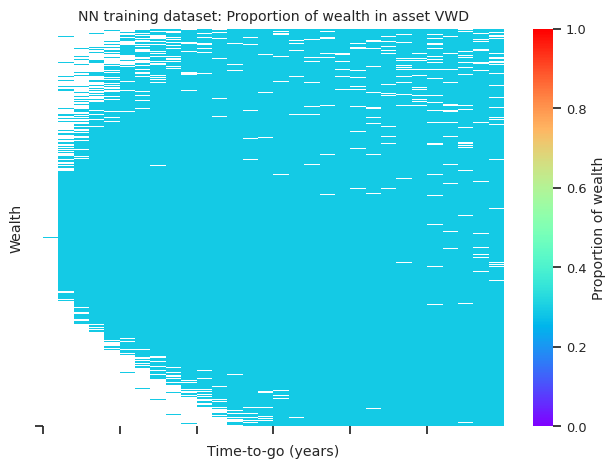 NN training dataset: Proportion of wealth in asset VWD
Wealth
Time-to-go (years)
1.0
0.8
0.6
0.4
0.2
0.0
Proportion of wealth